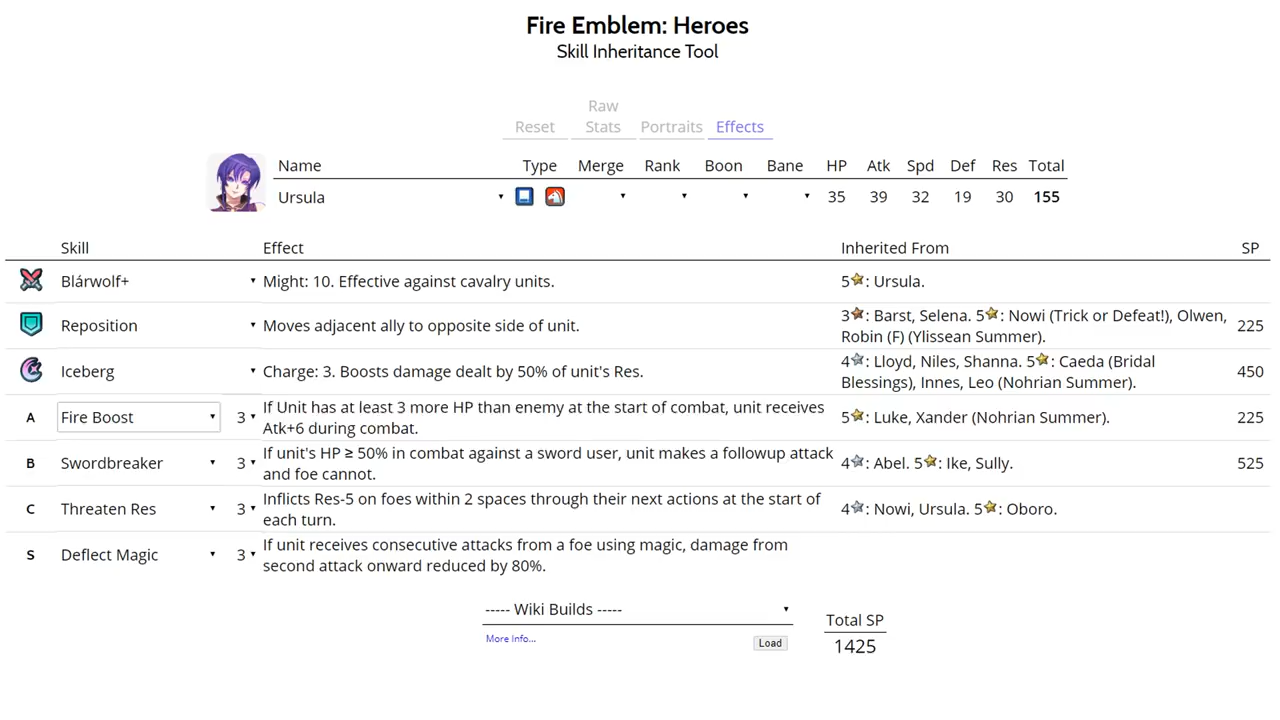 Fire Emblem: Heroes
Skill Inheritance Tool
Reset Raw Stats Portraits Effects
Name Type Merge Rank Boon Bane HP Atk Spd Def Res Total
Ursula 35 39 32 19 30 155
Skill Effect Inherited From SP
Blárwolf+ Might: 10. Effective against cavalry units. 5: Ursula.
Reposition Moves adjacent ally to opposite side of unit. 3: Barst, Selena. 5: Nowi (Trick or Defeat!), Olwen, 225
Robin (F) (Ylissean Summer).
Iceberg Charge: 3. Boosts damage dealt by 50% of unit's Res. 4: Lloyd, Niles, Shanna. 5: Caeda (Bridal 450
Blessings), Innes, Leo (Nohrian Summer).
A Fire Boost 3 If Unit has at least 3 more HP than enemy at the start of combat, unit receives 5: Luke, Xander (Nohrian Summer). 225
Atk+6 during combat.
B Swordbreaker 3 If unit's HP ≥ 50% in combat against a sword user, unit makes a followup attack 4: Abel. 5: Ike, Sully. 525
and foe cannot.
C Threaten Res 3 Inflicts Res-5 on foes within 2 spaces through their next actions at the start of 4: Nowi, Ursula. 5: Oboro.
each turn.
S Deflect Magic 3 If unit receives consecutive attacks from a foe using magic, damage from
second attack onward reduced by 80%.
----- Wiki Builds -----
More Info... Load
Total SP
1425